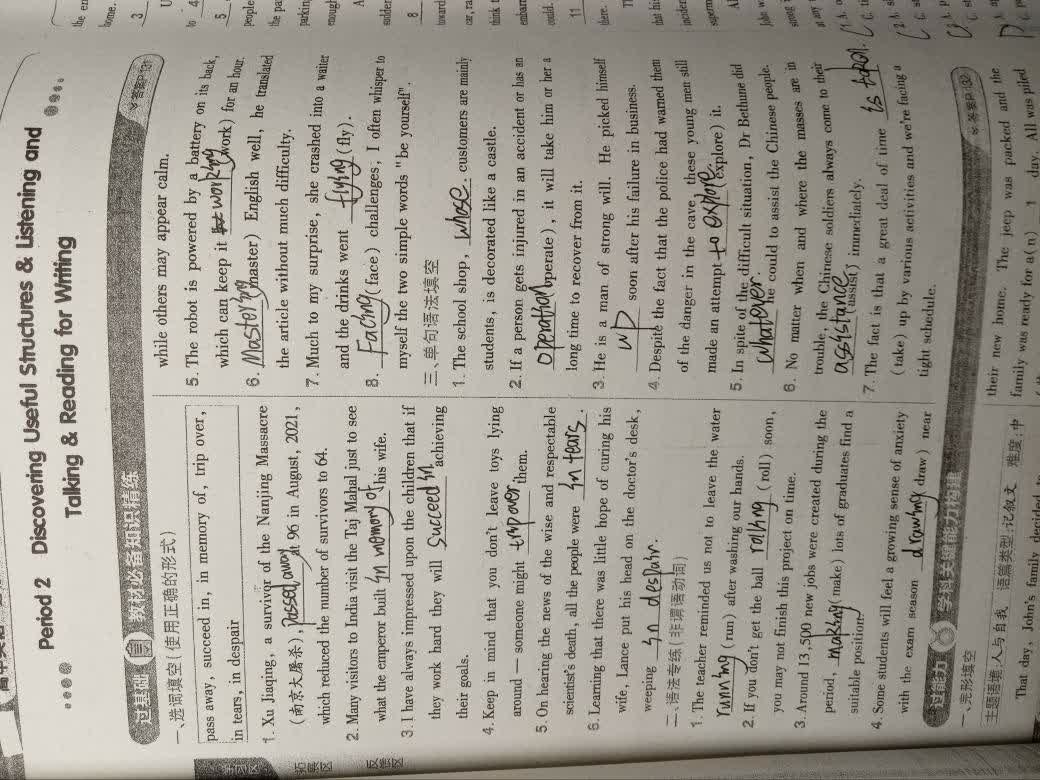 Period 2 Discovering Useful Structures & Listening and
Talking & Reading for Writing
过基础 教材必备知识精练
答案P131
一、选词填空(使用正确的形式)
pass away, succeed in, in memory of, trip over,
in tears, in despair
1. Xu Jiaqing, a survivor of the Nanjing Massacre
(南京大屠杀), passed away at 96 in August, 2021,
which reduced the number of survivors to 64.
2. Many visitors to India visit the Taj Mahal just to see
what the emperor built in memory of his wife.
3. I have always impressed upon the children that if
they work hard they will succeed in achieving
their goals.
4. Keep in mind that you don't leave toys lying
around — someone might trip over them.
5. On hearing the news of the wise and respectable
scientist's death, all the people were in tears.
6. Learning that there was little hope of curing his
wife, Lance put his head on the doctor's desk,
weeping in despair.
二、语法专练(非谓语动词)
1. The teacher reminded us not to leave the water
running (run) after washing our hands.
2. If you don't get the ball rolling (roll) soon,
you may not finish this project on time.
3. Around 13,500 new jobs were created during the
period, making (make) lots of graduates find a
suitable position.
4. Some students will feel a growing sense of anxiety
with the exam season drawing (draw) near
while others may appear calm.
5. The robot is powered by a battery on its back,
which can keep it working (work) for an hour.
6. Mastering (master) English well, he translated
the article without much difficulty.
7. Much to my surprise, she crashed into a waiter
and the drinks went flying (fly).
8. Facing (face) challenges, I often whisper to
myself the two simple words "be yourself".
三、单句语法填空
1. The school shop, whose customers are mainly
students, is decorated like a castle.
2. If a person gets injured in an accident or has an
operation (operate), it will take him or her a
long time to recover from it.
3. He is a man of strong will. He picked himself
up soon after his failure in business.
4. Despite the fact that the police had warned them
of the danger in the cave, these young men still
made an attempt to explore (explore) it.
5. In spite of the difficult situation, Dr Bethune did
whatever he could to assist the Chinese people.
6. No matter when and where the masses are in
trouble, the Chinese soldiers always come to their
assistance (assist) immediately.
7. The fact is that a great deal of time is
(take) up by various activities and we're facing a
tight schedule.
过能力 学科关键能力构建
答案P132
一、完形填空
主题语境:人与自我 语篇类型:记叙文 难度:中
That day, John's family decided to
their new home. The jeep was packed and the
family was ready for a(n) 1 day. All was piled